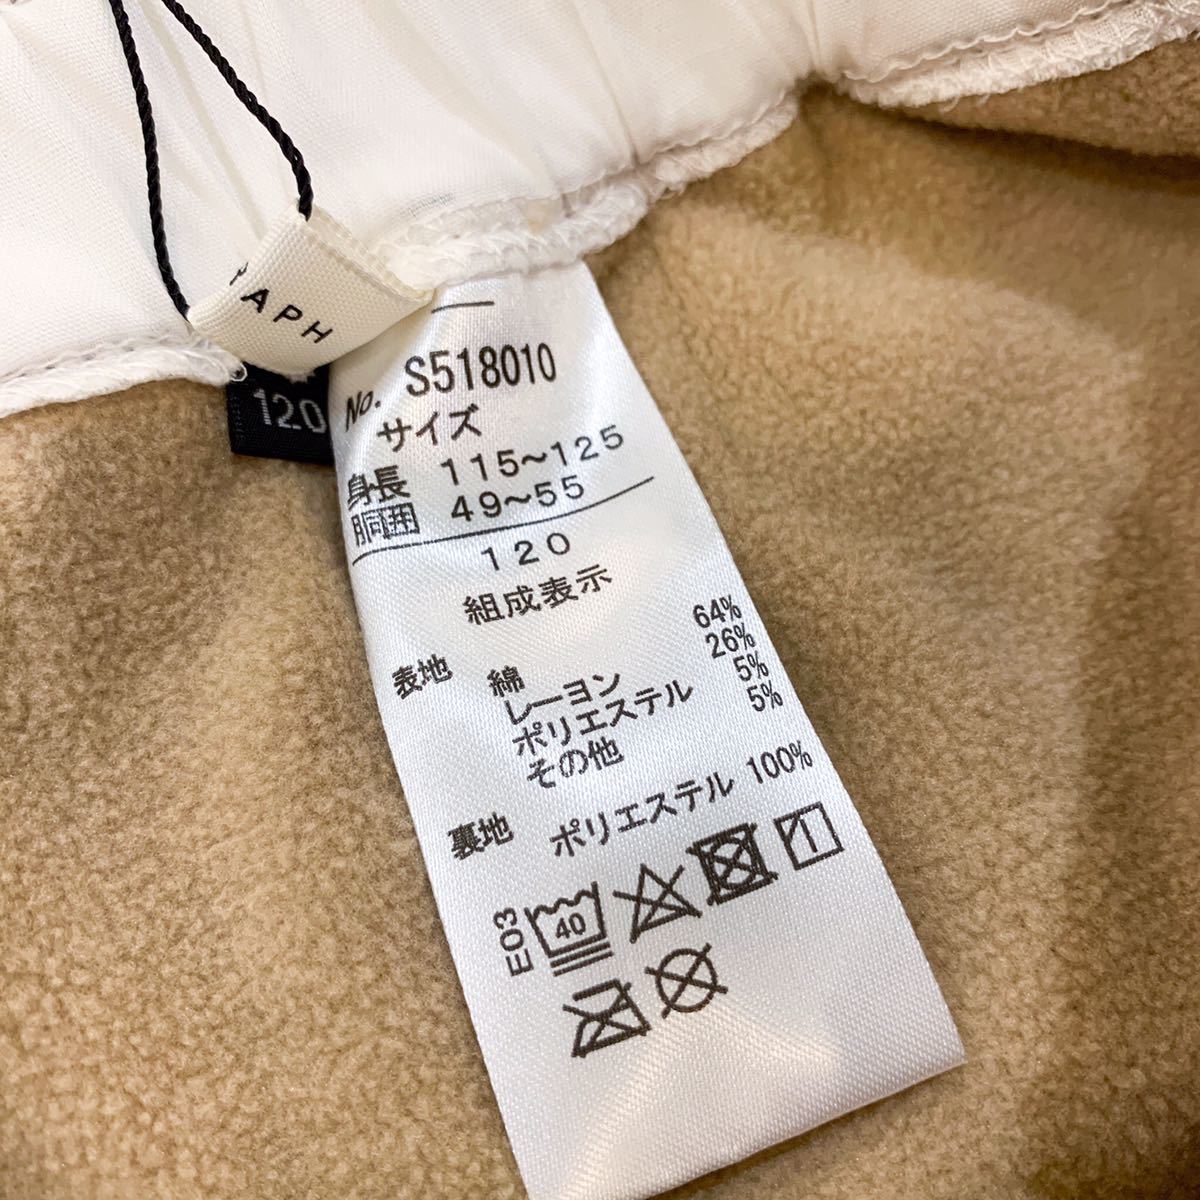 APH
120
No. S518010
サイズ
身長 115~125
胴囲 49~55
120
組成表示
表地 綿 64%
レーヨン 26%
ポリエステル 5%
その他 5%
裏地 ポリエステル 100%
E03 40